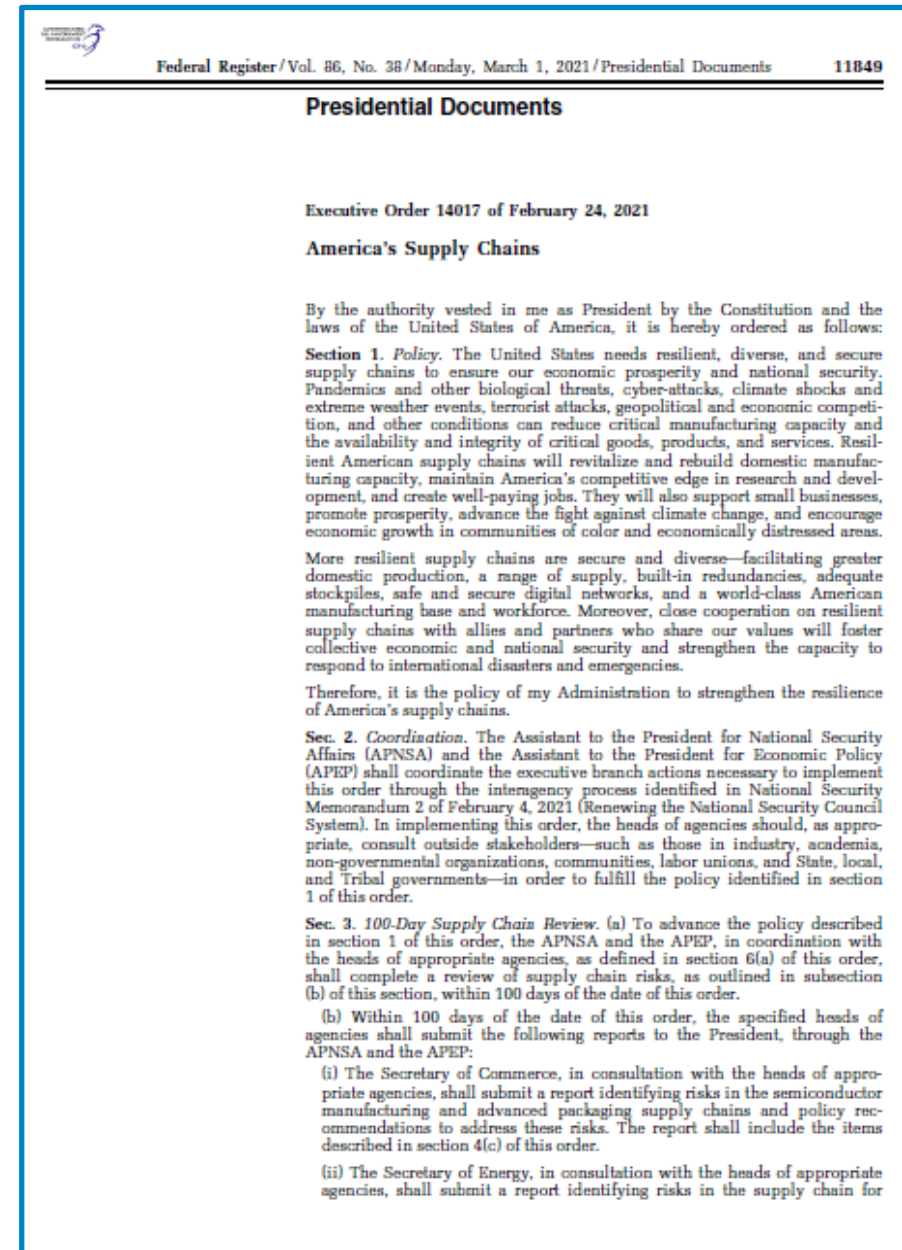 Federal Register / Vol. 86, No. 38 / Monday, March 1, 2021 / Presidential Documents 11849
Presidential Documents
Executive Order 14017 of February 24, 2021
America's Supply Chains
By the authority vested in me as President by the Constitution and the
laws of the United States of America, it is hereby ordered as follows:
Section 1. Policy. The United States needs resilient, diverse, and secure
supply chains to ensure our economic prosperity and national security.
Pandemics and other biological threats, cyber-attacks, climate shocks and
extreme weather events, terrorist attacks, geopolitical and economic competi-
tion, and other conditions can reduce critical manufacturing capacity and
the availability and integrity of critical goods, products, and services. Resil-
ient American supply chains will revitalize and rebuild domestic manufac-
turing capacity, maintain America's competitive edge in research and devel-
opment, and create well-paying jobs. They will also support small businesses,
promote prosperity, advance the fight against climate change, and encourage
economic growth in communities of color and economically distressed areas.
More resilient supply chains are secure and diverse—facilitating greater
domestic production, a range of supply, built-in redundancies, adequate
stockpiles, safe and secure digital networks, and a world-class American
manufacturing base and workforce. Moreover, close cooperation on resilient
supply chains with allies and partners who share our values will foster
collective economic and national security and strengthen the capacity to
respond to international disasters and emergencies.
Therefore, it is the policy of my Administration to strengthen the resilience
of America's supply chains.
Sec. 2. Coordination. The Assistant to the President for National Security
Affairs (APNSA) and the Assistant to the President for Economic Policy
(APEP) shall coordinate the executive branch actions necessary to implement
this order through the interagency process identified in National Security
Memorandum 2 of February 4, 2021 (Renewing the National Security Council
System). In implementing this order, the heads of agencies should, as appro-
priate, consult outside stakeholders—such as those in industry, academia,
non-governmental organizations, communities, labor unions, and State, local,
and Tribal governments—in order to fulfill the policy identified in section
1 of this order.
Sec. 3. 100-Day Supply Chain Review. (a) To advance the policy described
in section 1 of this order, the APNSA and the APEP, in coordination with
the heads of appropriate agencies, as defined in section 6(a) of this order,
shall complete a review of supply chain risks, as outlined in subsection
(b) of this section, within 100 days of the date of this order.
(b) Within 100 days of the date of this order, the specified heads of
agencies shall submit the following reports to the President, through the
APNSA and the APEP:
(i) The Secretary of Commerce, in consultation with the heads of appro-
priate agencies, shall submit a report identifying risks in the semiconductor
manufacturing and advanced packaging supply chains and policy rec-
ommendations to address these risks. The report shall include the items
described in section 4(c) of this order.
(ii) The Secretary of Energy, in consultation with the heads of appropriate
agencies, shall submit a report identifying risks in the supply chain for